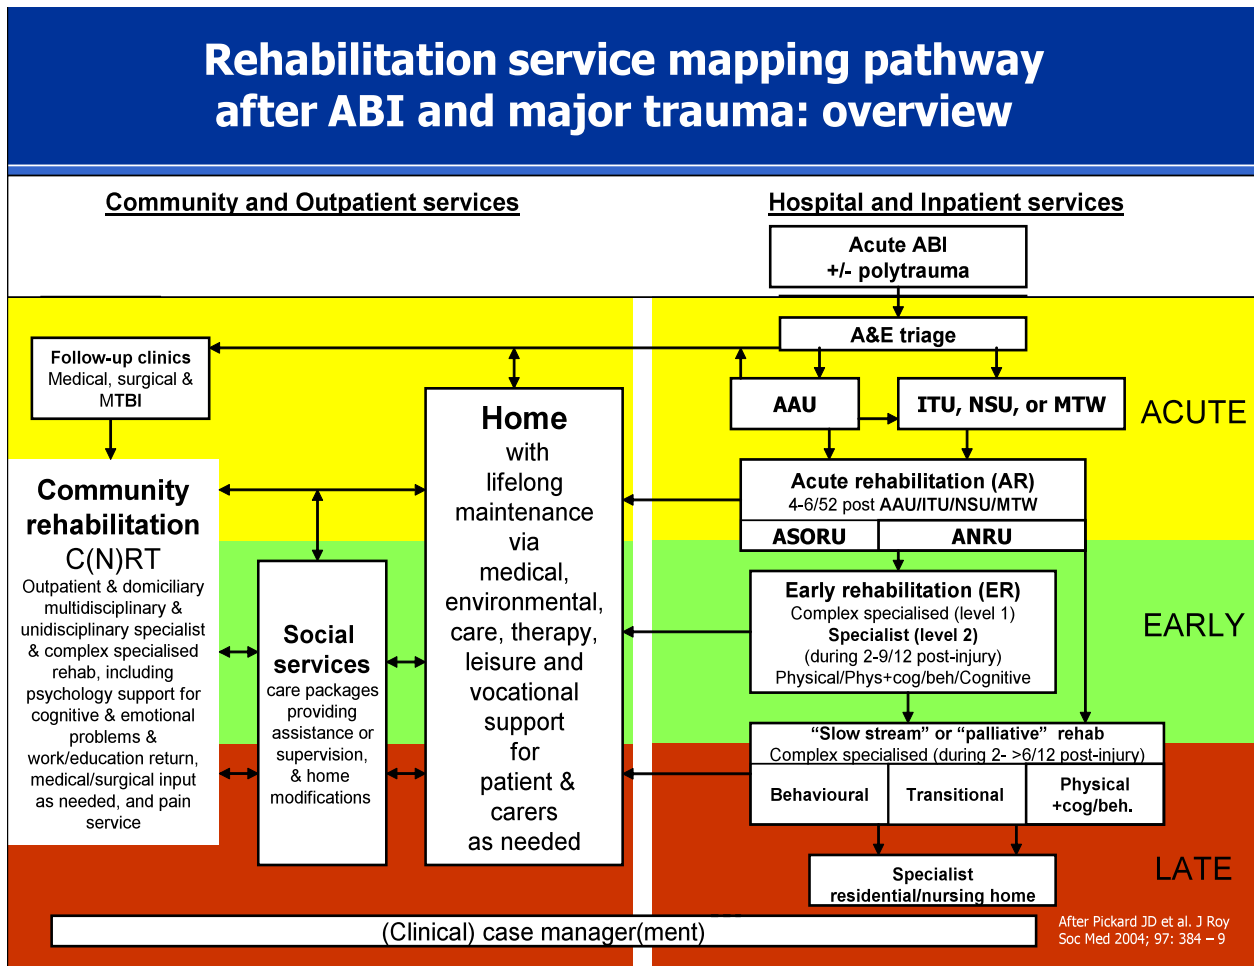 Rehabilitation service mapping pathway
after ABI and major trauma: overview
Community and Outpatient services
Hospital and Inpatient services
Acute ABI
+/- polytrauma
A&E triage
Follow-up clinics
Medical, surgical &
MTBI
AAU
ITU, NSU, or MTW
ACUTE
Home
with
lifelong
maintenance
via
medical,
environmental,
care, therapy,
leisure and
vocational
support
for
patient &
carers
as needed
Community
rehabilitation
C(N)RT
Outpatient & domiciliary
multidisciplinary &
unidisciplinary specialist
& complex specialised
rehab, including
psychology support for
cognitive & emotional
problems &
work/education return,
medical/surgical input
as needed, and pain
service
Social
services
care packages
providing
assistance or
supervision,
& home
modifications
Acute rehabilitation (AR)
4-6/52 post AAU/ITU/NSU/MTW
ASORU
ANRU
Early rehabilitation (ER)
Complex specialised (level 1)
Specialist (level 2)
(during 2-9/12 post-injury)
Physical/Phys+cog/beh/Cognitive
EARLY
“Slow stream” or “palliative” rehab
Complex specialised (during 2- >6/12 post-injury)
Behavioural
Transitional
Physical
+cog/beh.
Specialist
residential/nursing home
LATE
(Clinical) case manager(ment)
After Pickard JD et al. J Roy
Soc Med 2004; 97: 384 – 9